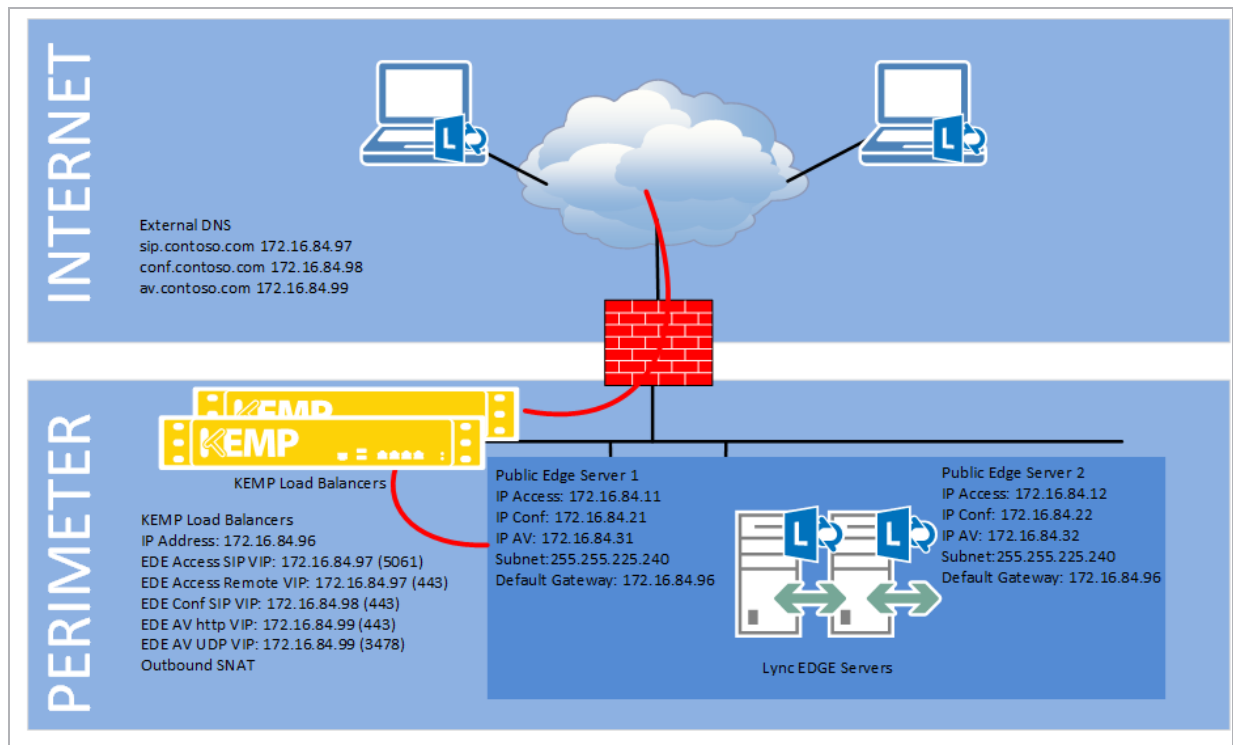 INTERNET
L
L
External DNS
sip.contoso.com 172.16.84.97
conf.contoso.com 172.16.84.98
av.contoso.com 172.16.84.99
PERIMETER
KEMP
KEMP
KEMP Load Balancers
KEMP Load Balancers
IP Address: 172.16.84.96
EDE Access SIP VIP: 172.16.84.97 (5061)
EDE Access Remote VIP: 172.16.84.97 (443)
EDE Conf SIP VIP: 172.16.84.98 (443)
EDE AV http VIP: 172.16.84.99 (443)
EDE AV UDP VIP: 172.16.84.99 (3478)
Outbound SNAT
Public Edge Server 1
IP Access: 172.16.84.11
IP Conf: 172.16.84.21
IP AV: 172.16.84.31
Subnet:255.255.225.240
Default Gateway: 172.16.84.96
L
L
Lync EDGE Servers
Public Edge Server 2
IP Access: 172.16.84.12
IP Conf: 172.16.84.22
IP AV: 172.16.84.32
Subnet:255.255.225.240
Default Gateway: 172.16.84.96